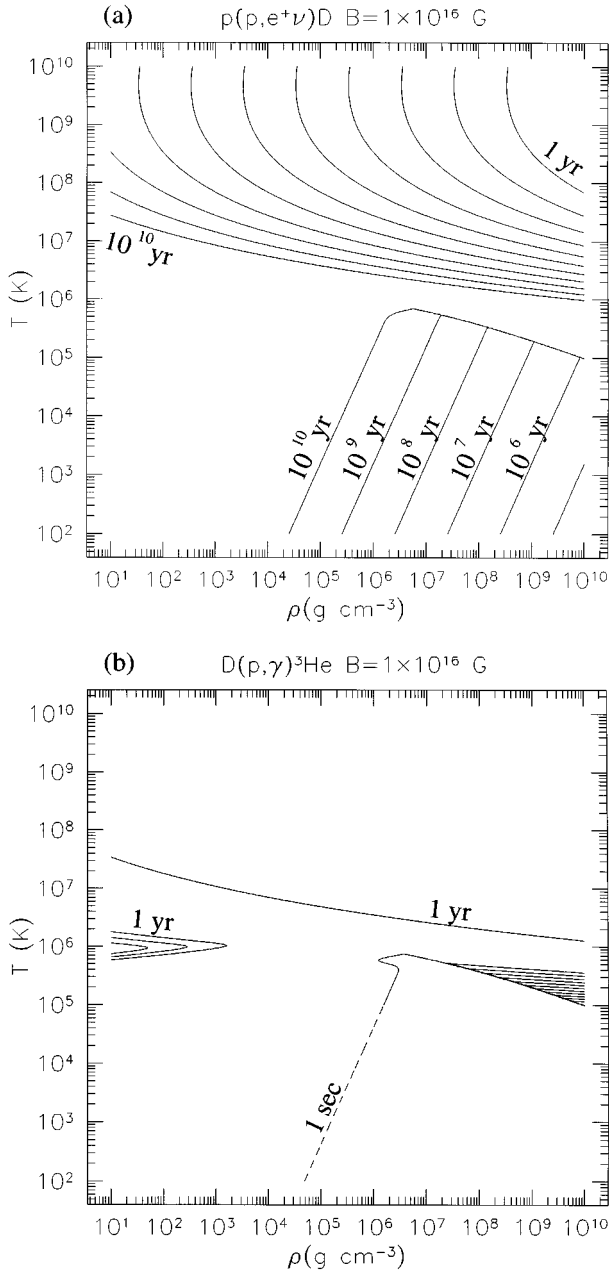 (a) p(p,e⁺ν)D B=1×10¹⁶ G
10¹⁰
10⁹
10⁸
10⁷
10⁶
10⁵
10⁴
10³
10²
T (K)
1 yr
10¹⁰ yr
10¹⁰ yr
10⁹ yr
10⁸ yr
10⁷ yr
10⁶ yr
10¹ 10² 10³ 10⁴ 10⁵ 10⁶ 10⁷ 10⁸ 10⁹ 10¹⁰
ρ(g cm⁻³)
(b) D(p,γ)³He B=1×10¹⁶ G
10¹⁰
10⁹
10⁸
10⁷
10⁶
10⁵
10⁴
10³
10²
T (K)
1 yr
1 yr
1 sec
10¹ 10² 10³ 10⁴ 10⁵ 10⁶ 10⁷ 10⁸ 10⁹ 10¹⁰
ρ(g cm⁻³)